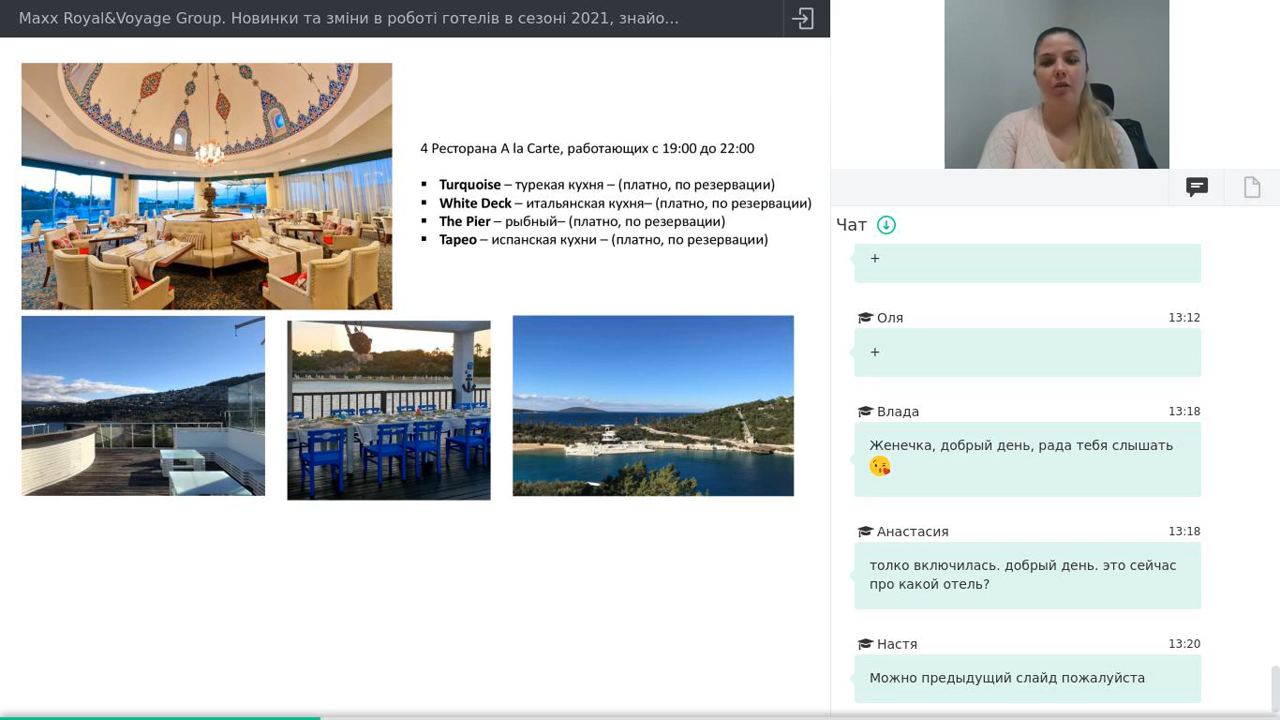 Maxx Royal&Voyage Group. Новинки та зміни в роботі готелів в сезоні 2021, знайо...
4 Ресторана A la Carte, работающих с 19:00 до 22:00
▪ Turquoise – турекая кухня – (платно, по резервации)
▪ White Deck – итальянская кухня– (платно, по резервации)
▪ The Pier – рыбный– (платно, по резервации)
▪ Tapeo – испанская кухни – (платно, по резервации)
Чат
+
Оля 13:12
+
Влада 13:18
Женечка, добрый день, рада тебя слышать
😘
Анастасия 13:18
толко включилась. добрый день. это сейчас
про какой отель?
Настя 13:20
Можно предыдущий слайд пожалуйста